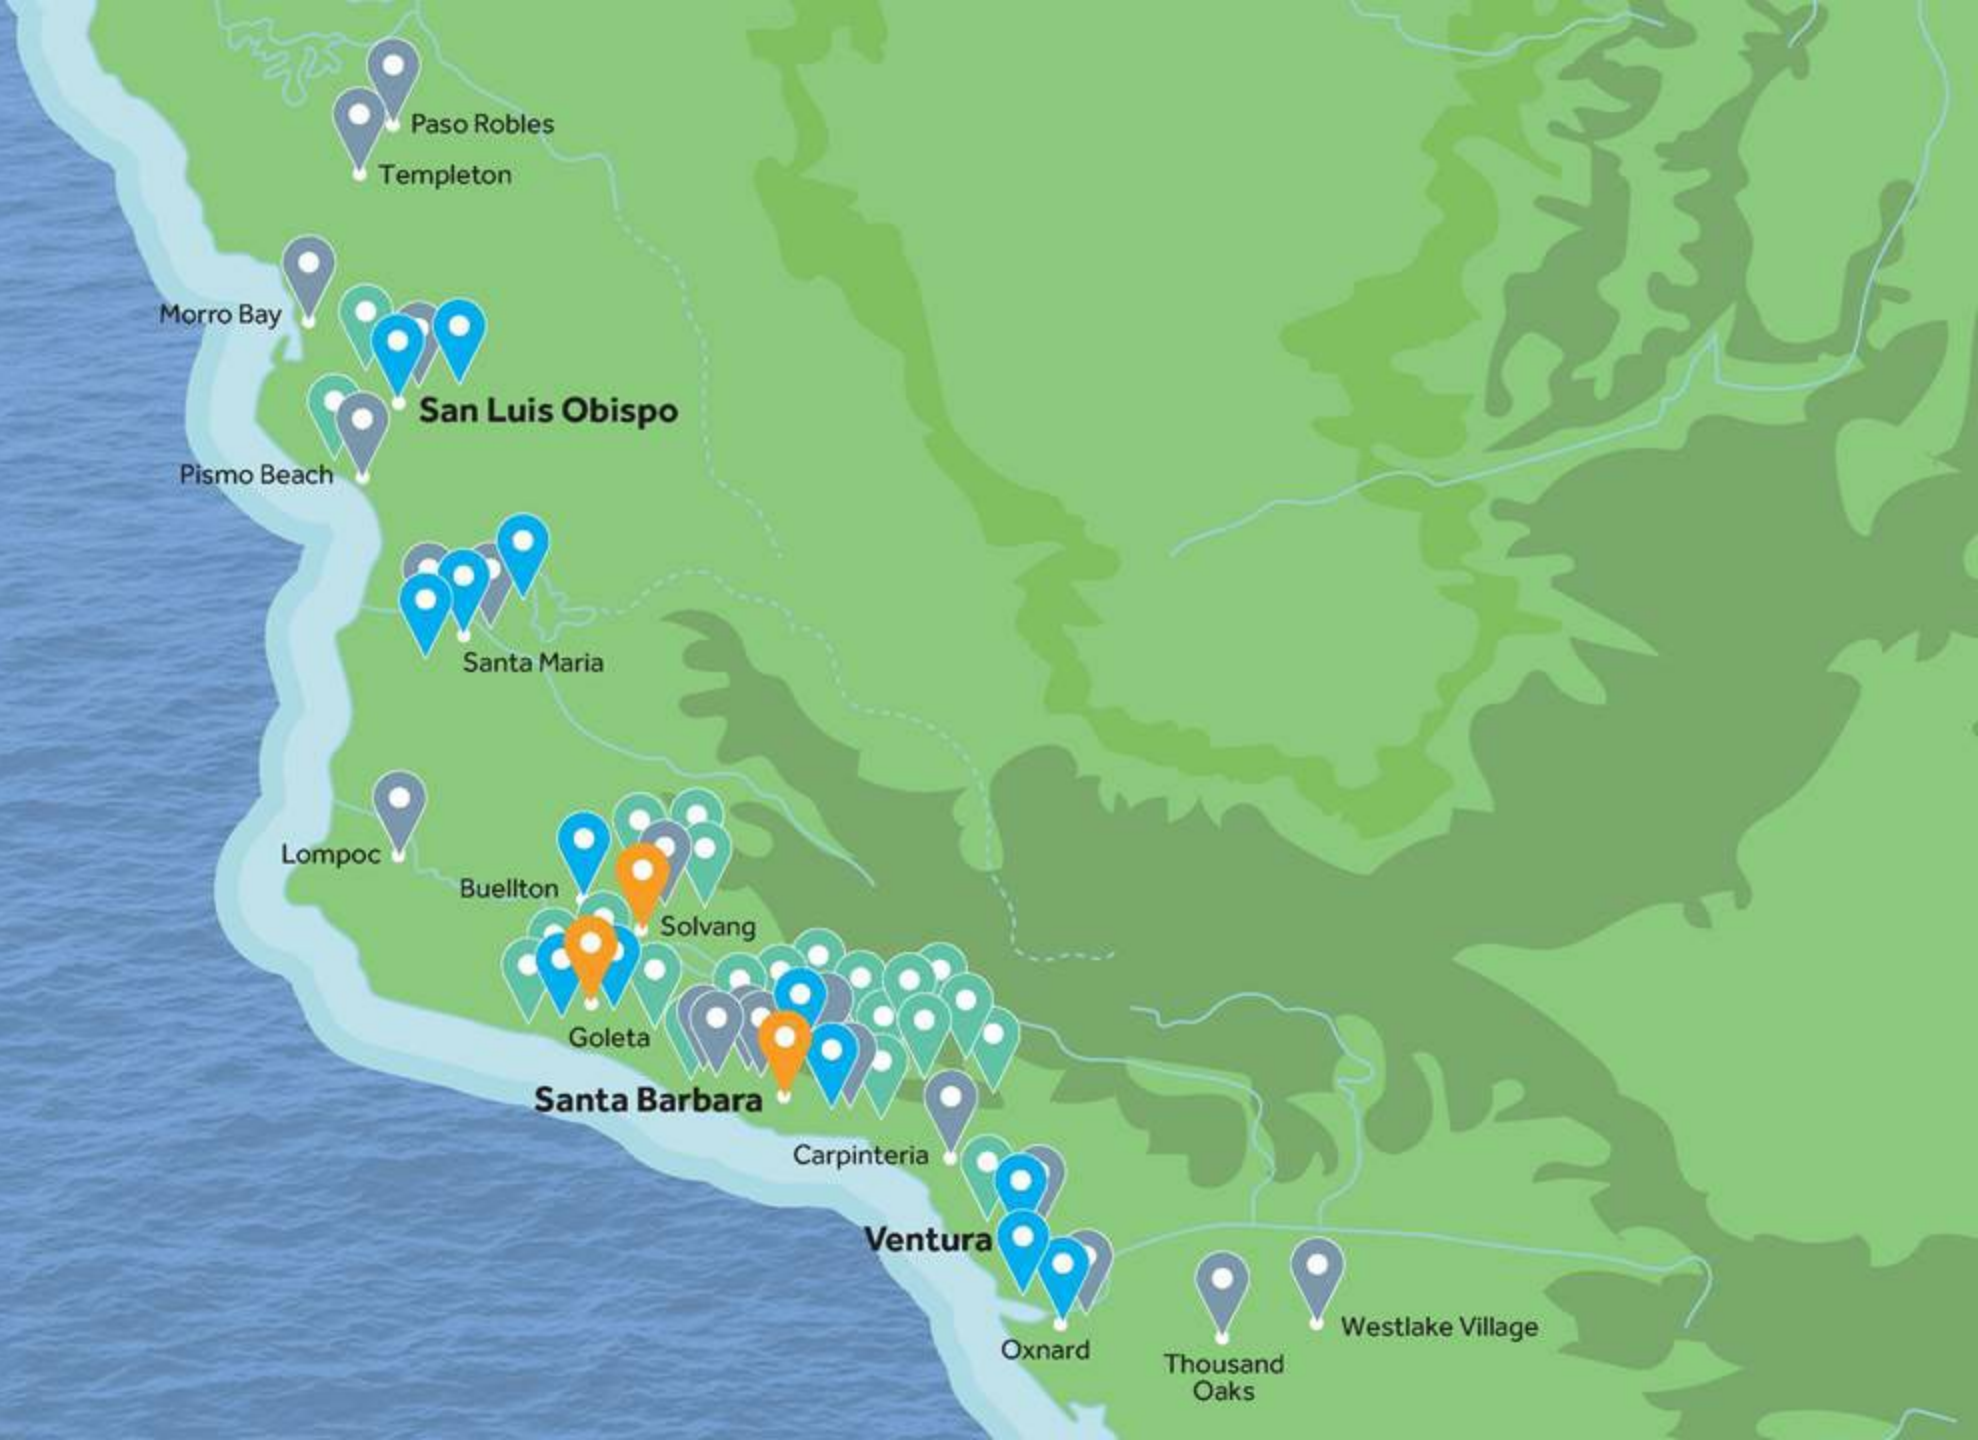 Paso Robles
Templeton
Morro Bay
San Luis Obispo
Pismo Beach
Santa Maria
Lompoc
Buellton
Solvang
Goleta
Santa Barbara
Carpinteria
Ventura
Oxnard
Thousand
Oaks
Westlake Village